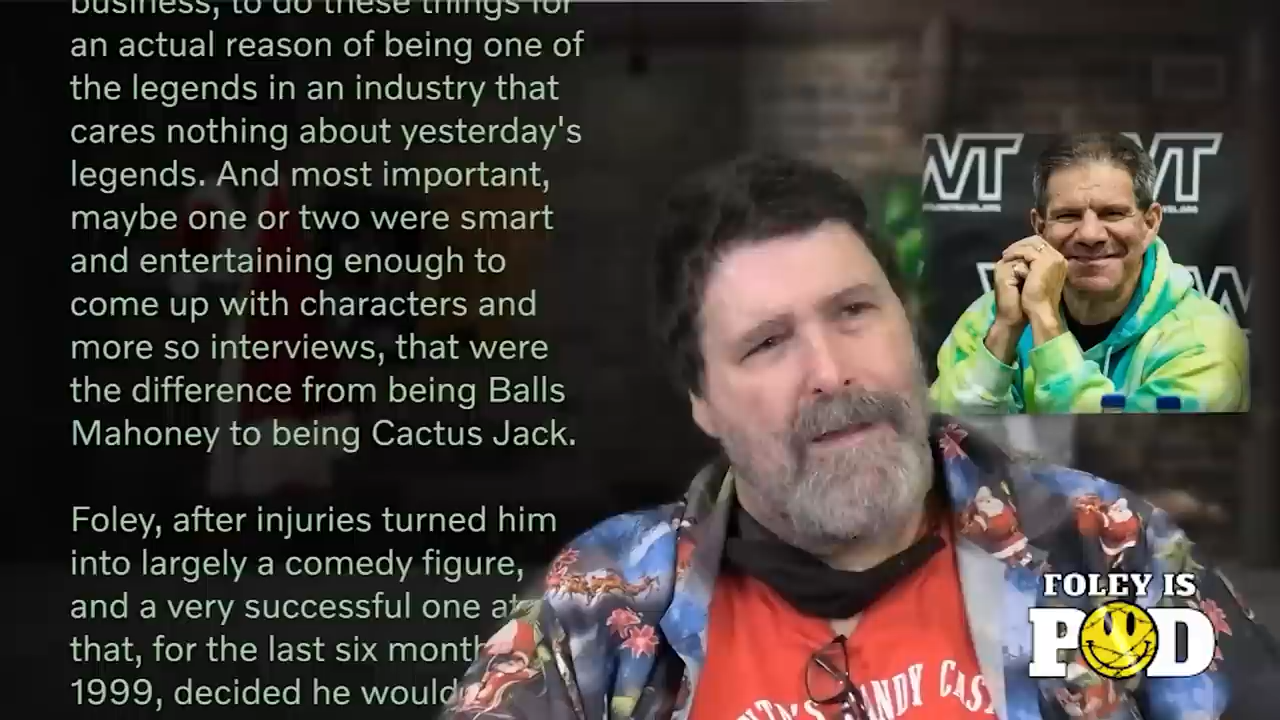 business, to do these things for
an actual reason of being one of
the legends in an industry that
cares nothing about yesterday's
legends. And most important,
maybe one or two were smart
and entertaining enough to
come up with characters and
more so interviews, that were
the difference from being Balls
Mahoney to being Cactus Jack.
Foley, after injuries turned him
into largely a comedy figure,
and a very successful one at
that, for the last six month
1999, decided he would
WT
FOLEY IS
POD